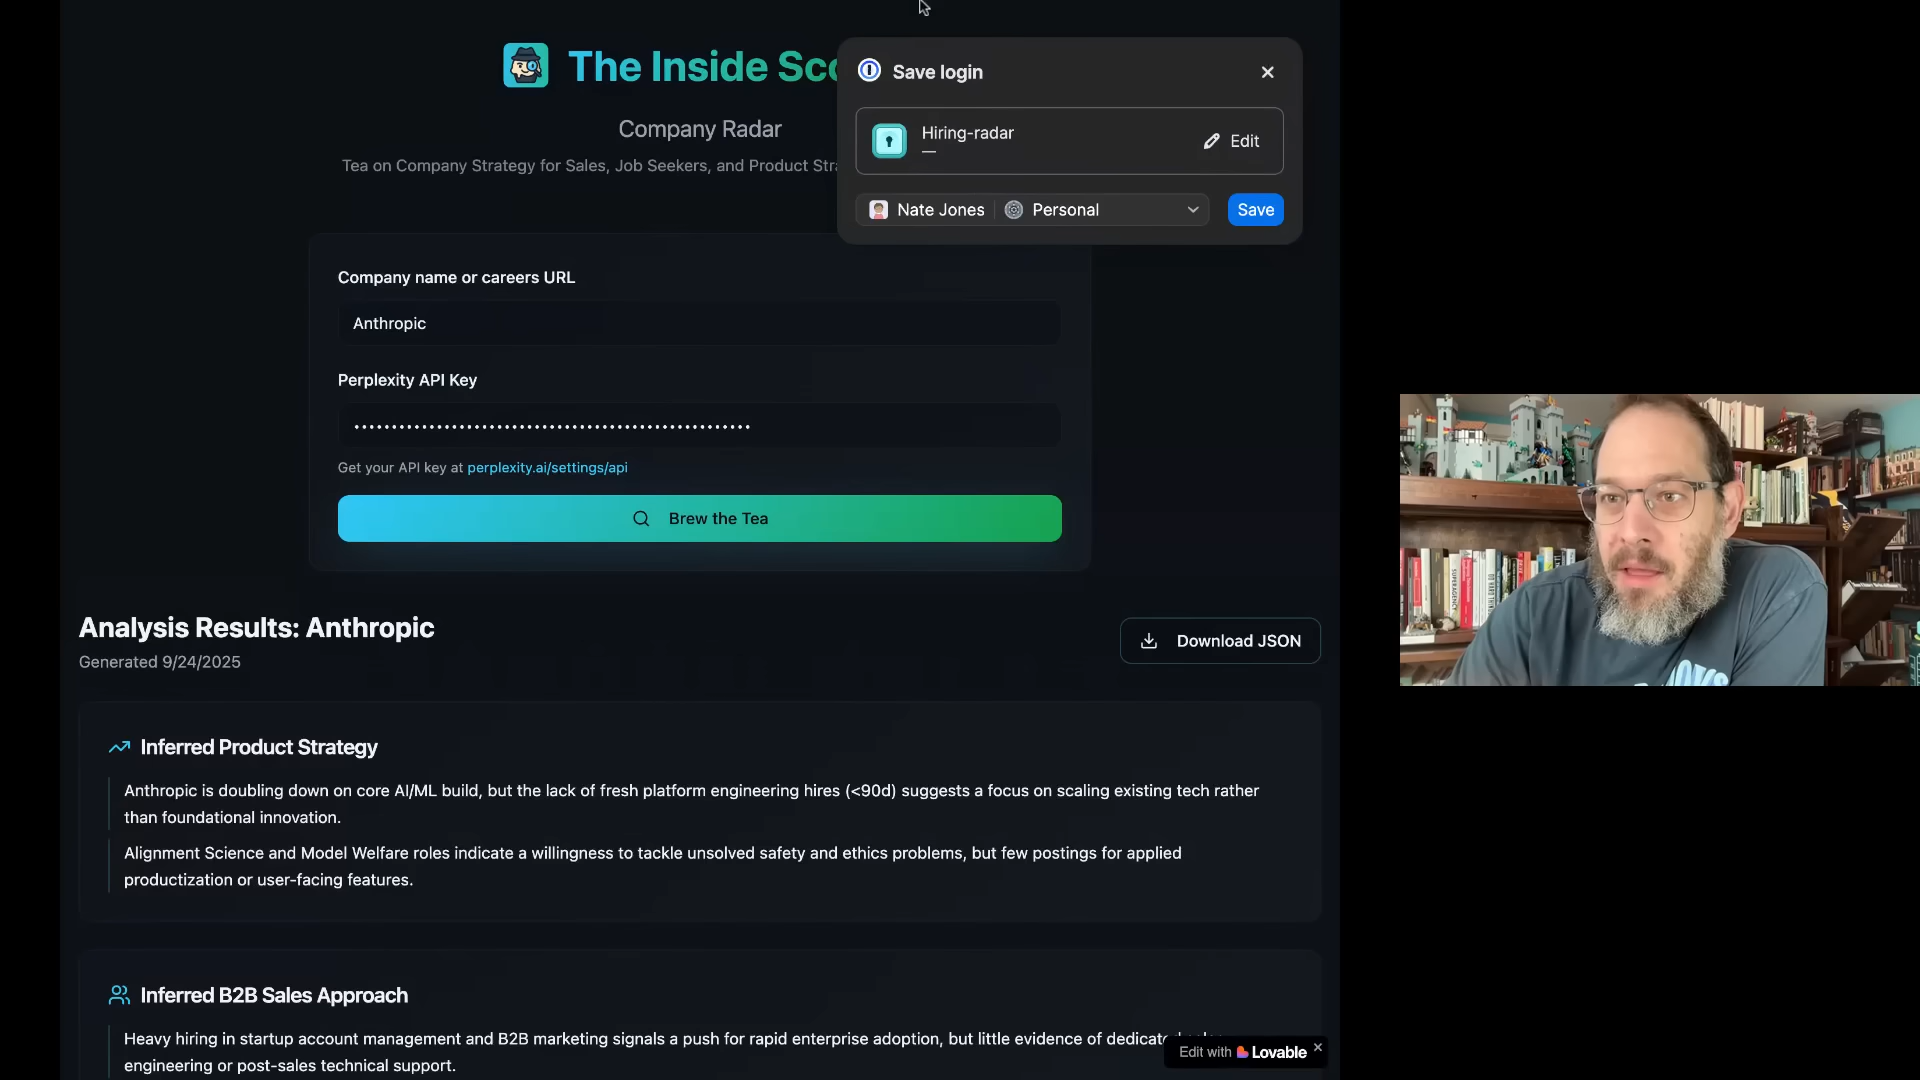 The Inside Sco
Company Radar
Tea on Company Strategy for Sales, Job Seekers, and Product Stra
Save login
Hiring-radar
—
Edit
Nate Jones
Personal
Save
Company name or careers URL
Anthropic
Perplexity API Key
Get your API key at perplexity.ai/settings/api
Brew the Tea
Analysis Results: Anthropic
Generated 9/24/2025
Download JSON
Inferred Product Strategy
Anthropic is doubling down on core AI/ML build, but the lack of fresh platform engineering hires (<90d) suggests a focus on scaling existing tech rather
than foundational innovation.
Alignment Science and Model Welfare roles indicate a willingness to tackle unsolved safety and ethics problems, but few postings for applied
productization or user-facing features.
Inferred B2B Sales Approach
Heavy hiring in startup account management and B2B marketing signals a push for rapid enterprise adoption, but little evidence of dedicated sales
engineering or post-sales technical support.
Edit with Lovable
SUPERAGENCY